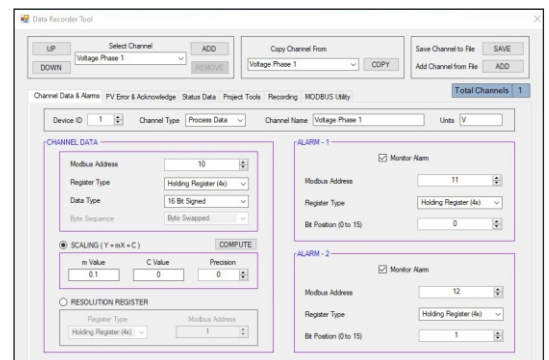 Data Recorder Tool
UP Select Channel ADD
DOWN Voltage Phase 1 REMOVE
Copy Channel From
Voltage Phase 1 COPY
Save Channel to File SAVE
Add Channel from File ADD
Channel Data & Alarms PV Error & Acknowledge Status Data Project Tools Recording MODBUS Utility
Total Channels 1
Device ID 1 Channel Type Process Data Channel Name Voltage Phase 1 Units V
CHANNEL DATA
Modbus Address 10
Register Type Holding Register (4x)
Data Type 16 Bit Signed
Byte Sequence Byte Swapped
SCALING ( Y = mX + C ) COMPUTE
m Value C Value Precision
0.1 0 0
RESOLUTION REGISTER
Register Type Modbus Address
Holding Register (4x) 1
ALARM - 1
Monitor Alarm
Modbus Address 11
Register Type Holding Register (4x)
Bit Position (0 to 15) 0
ALARM - 2
Monitor Alarm
Modbus Address 12
Register Type Holding Register (4x)
Bit Position (0 to 15) 1